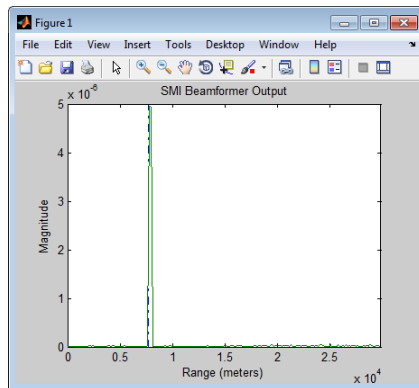 Figure 1
File Edit View Insert Tools Desktop Window Help
SMI Beamformer Output
x 10^-6
5
4
3
2
1
0
Magnitude
0 0.5 1 1.5 2 2.5
x 10^4
Range (meters)